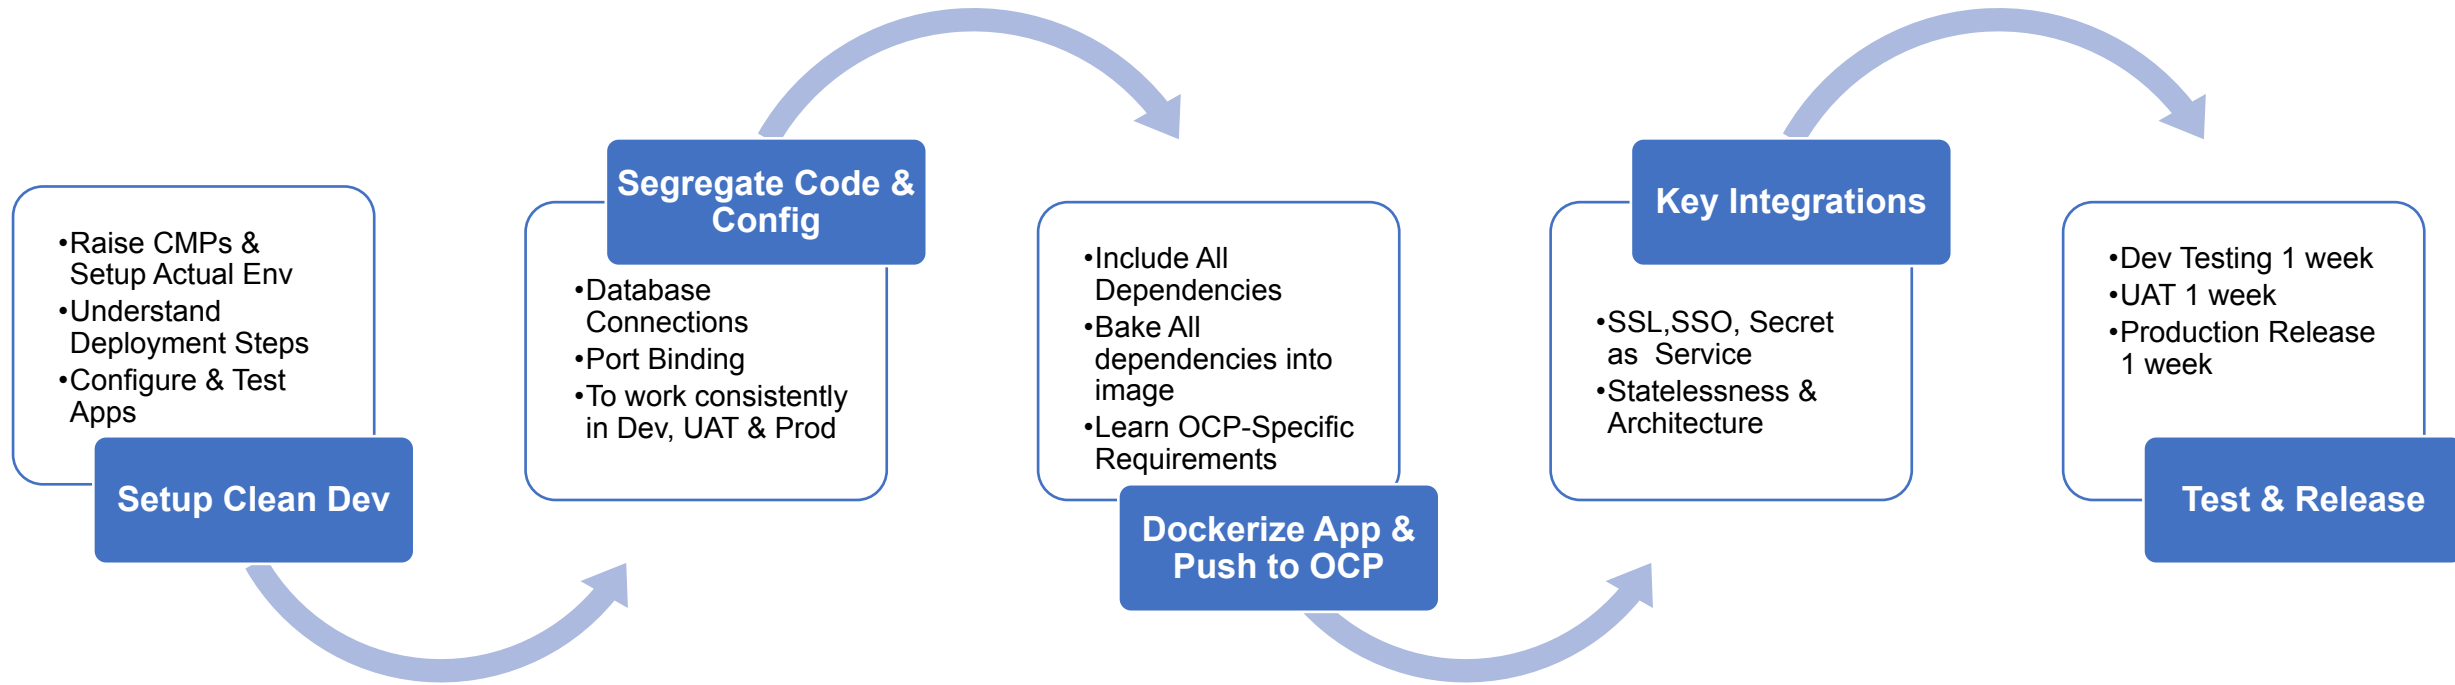 •Raise CMPs &
Setup Actual Env
•Understand
Deployment Steps
•Configure & Test
Apps
Setup Clean Dev
Segregate Code &
Config
•Database
Connections
•Port Binding
•To work consistently
in Dev, UAT & Prod
•Include All
Dependencies
•Bake All
dependencies into
image
•Learn OCP-Specific
Requirements
Dockerize App &
Push to OCP
Key Integrations
•SSL,SSO, Secret
as  Service
•Statelessness &
Architecture
•Dev Testing 1 week
•UAT 1 week
•Production Release
1 week
Test & Release